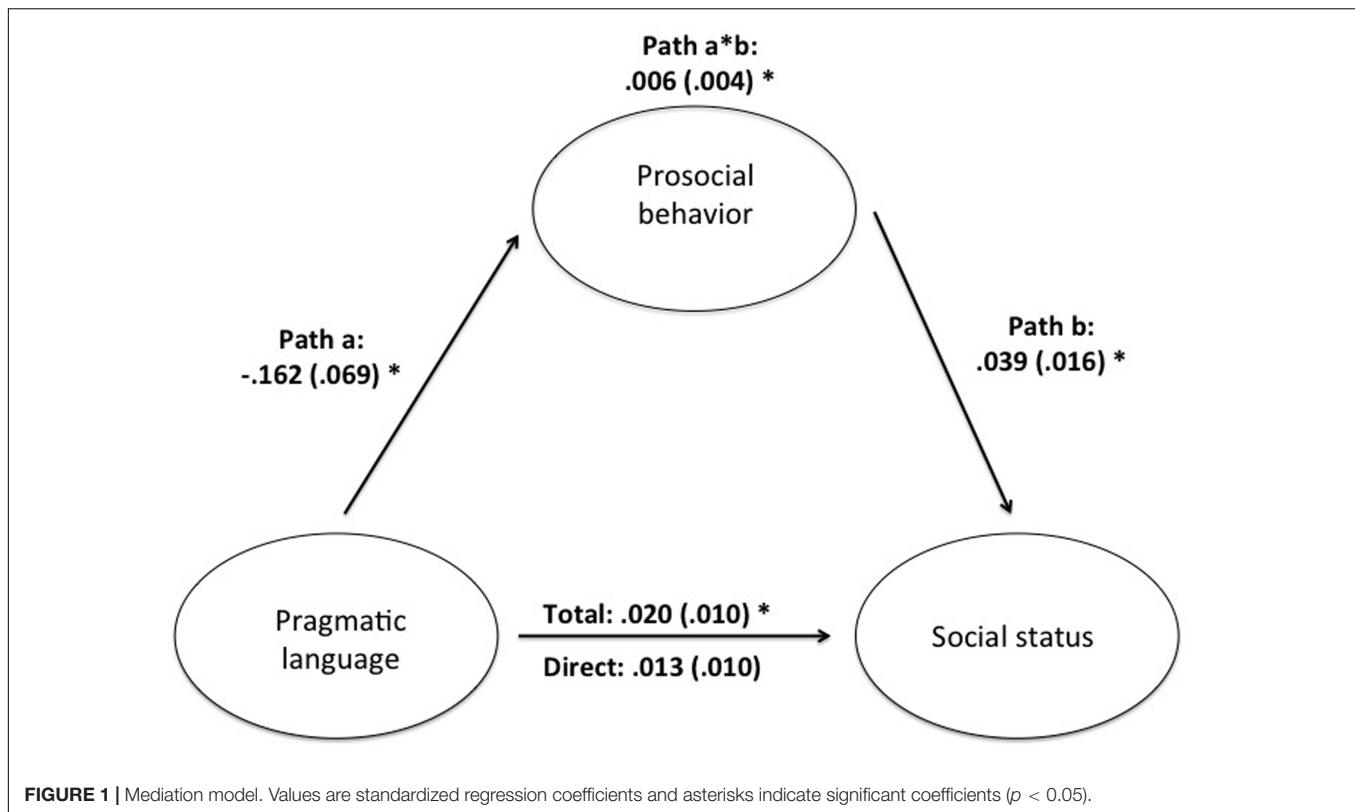 Path a*b:
.006 (.004) *
Prosocial
behavior
Path a:
-.162 (.069) *
Path b:
.039 (.016) *
Pragmatic
language
Total: .020 (.010) *
Direct: .013 (.010)
Social status
FIGURE 1 | Mediation model. Values are standardized regression coefficients and asterisks indicate significant coefficients (p < 0.05).